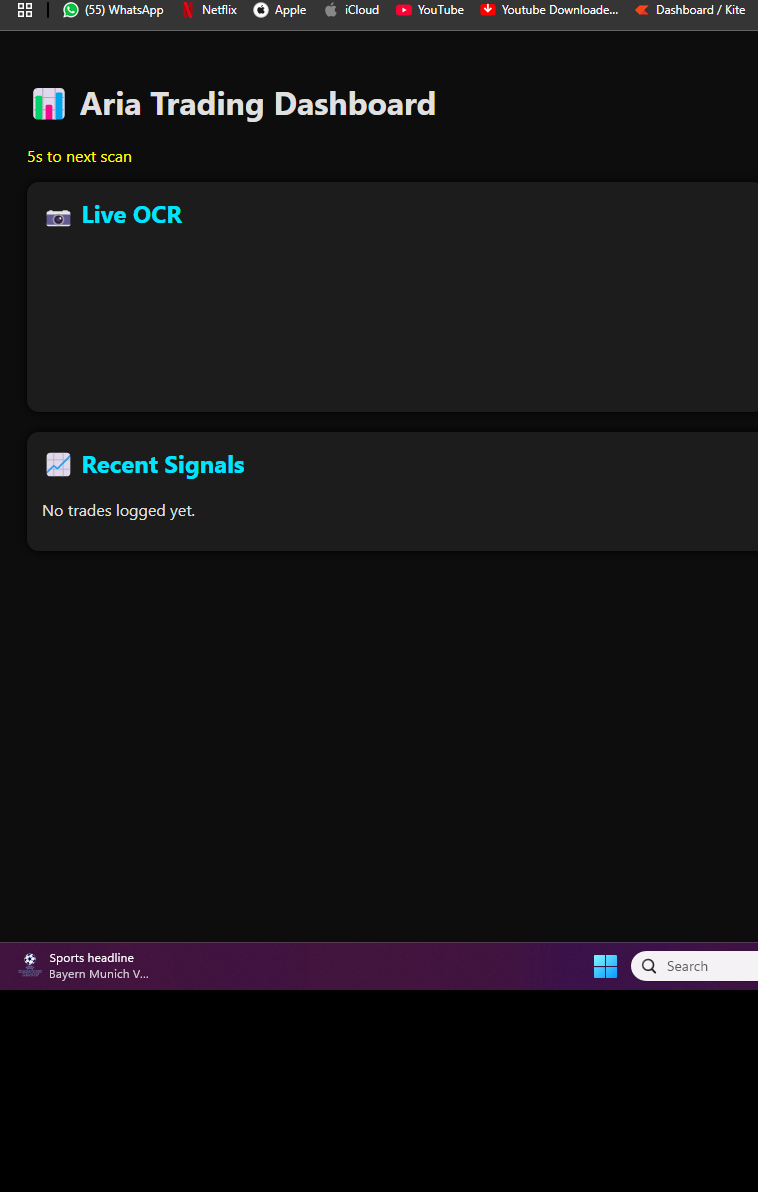 (55) WhatsApp Netflix Apple iCloud YouTube Youtube Downloade... Dashboard / Kite
Aria Trading Dashboard
5s to next scan
Live OCR
Recent Signals
No trades logged yet.
Sports headline
Bayern Munich V...
Search